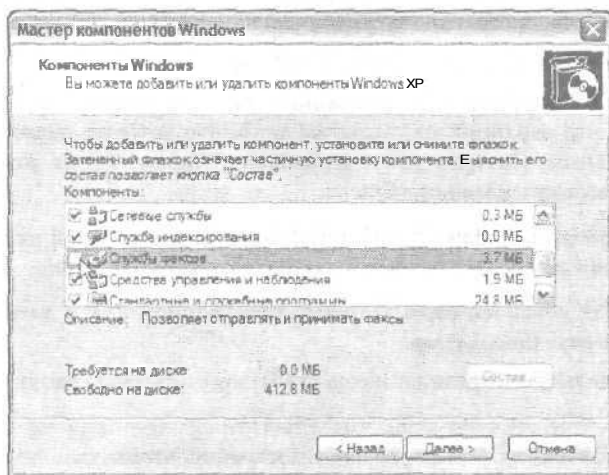 Мастер компонентов Windows
Компоненты Windows
Вы можете добавить или удалить компоненты Windows XP
Чтобы добавить или удалить компонент, установите или снимите флажок.
Затененный флажок означает частичную установку компонента. Выяснить его
состав позволяет кнопка "Состав".
Компоненты:
Сетевые службы 0.3 МБ
Служба индексирования 0.0 МБ
Службы факсов 3.7 МБ
Средства управления и наблюдения 1.9 МБ
Стандартные и служебные программы 24.8 МБ
Описание: Позволяет отправлять и принимать факсы
Требуется на диске 0.0 МБ
Свободно на диске: 412.8 МБ
Состав...
< Назад
Далее >
Отмена